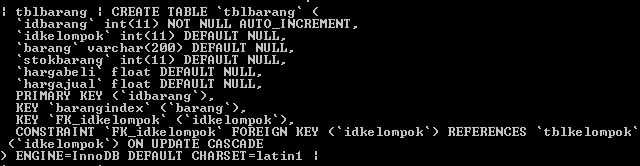 | tblbarang | CREATE TABLE `tblbarang` (
  `idbarang` int(11) NOT NULL AUTO_INCREMENT,
  `idkelompok` int(11) DEFAULT NULL,
  `barang` varchar(200) DEFAULT NULL,
  `stokbarang` int(11) DEFAULT NULL,
  `hargabeli` float DEFAULT NULL,
  `hargajual` float DEFAULT NULL,
  PRIMARY KEY (`idbarang`),
  KEY `barangindex` (`barang`),
  KEY `FK_idkelompok` (`idkelompok`),
  CONSTRAINT `FK_idkelompok` FOREIGN KEY (`idkelompok`) REFERENCES `tblkelompok`
(`idkelompok`) ON UPDATE CASCADE
) ENGINE=InnoDB DEFAULT CHARSET=latin1 |